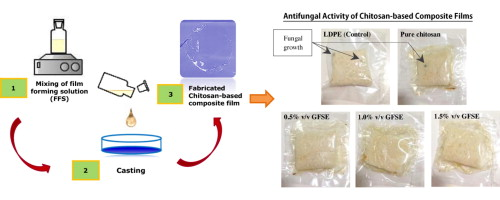 Antifungal Activity of Chitosan-based Composite Films
1
Mixing of film
forming solution
(FFS)
3
Fabricated
Chitosan-based
composite film
2
Casting
Fungal
growth
LDPE (Control)
Pure chitosan
0.5% v/v GFSE
1.0% v/v GFSE
1.5% v/v GFSE